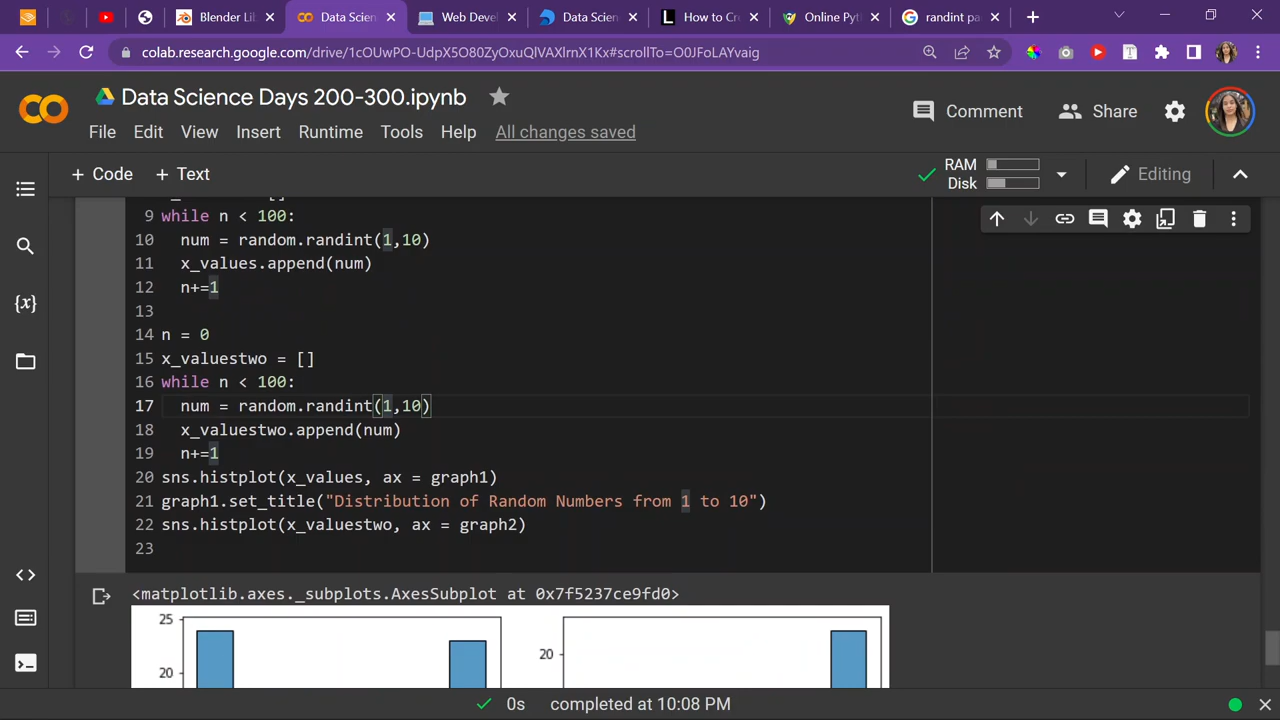 Blender Lib
Data Scien
Web Devel
Data Scien
How to Cre
Online Pyt
randint pa
colab.research.google.com/drive/1cOUwPO-UdpX5O80ZyOxuQlVAXlrnX1Kx#scrollTo=O0JFoLAYvaig
Data Science Days 200-300.ipynb
Comment
Share
File Edit View Insert Runtime Tools Help All changes saved
+ Code + Text
RAM
Disk
Editing
9 while n < 100:
10 num = random.randint(1,10)
11 x_values.append(num)
12 n+=1
13
14 n = 0
15 x_valuestwo = []
16 while n < 100:
17 num = random.randint(1,10)
18 x_valuestwo.append(num)
19 n+=1
20 sns.histplot(x_values, ax = graph1)
21 graph1.set_title("Distribution of Random Numbers from 1 to 10")
22 sns.histplot(x_valuestwo, ax = graph2)
23
<matplotlib.axes._subplots.AxesSubplot at 0x7f5237ce9fd0>
25
20
20
0s completed at 10:08 PM